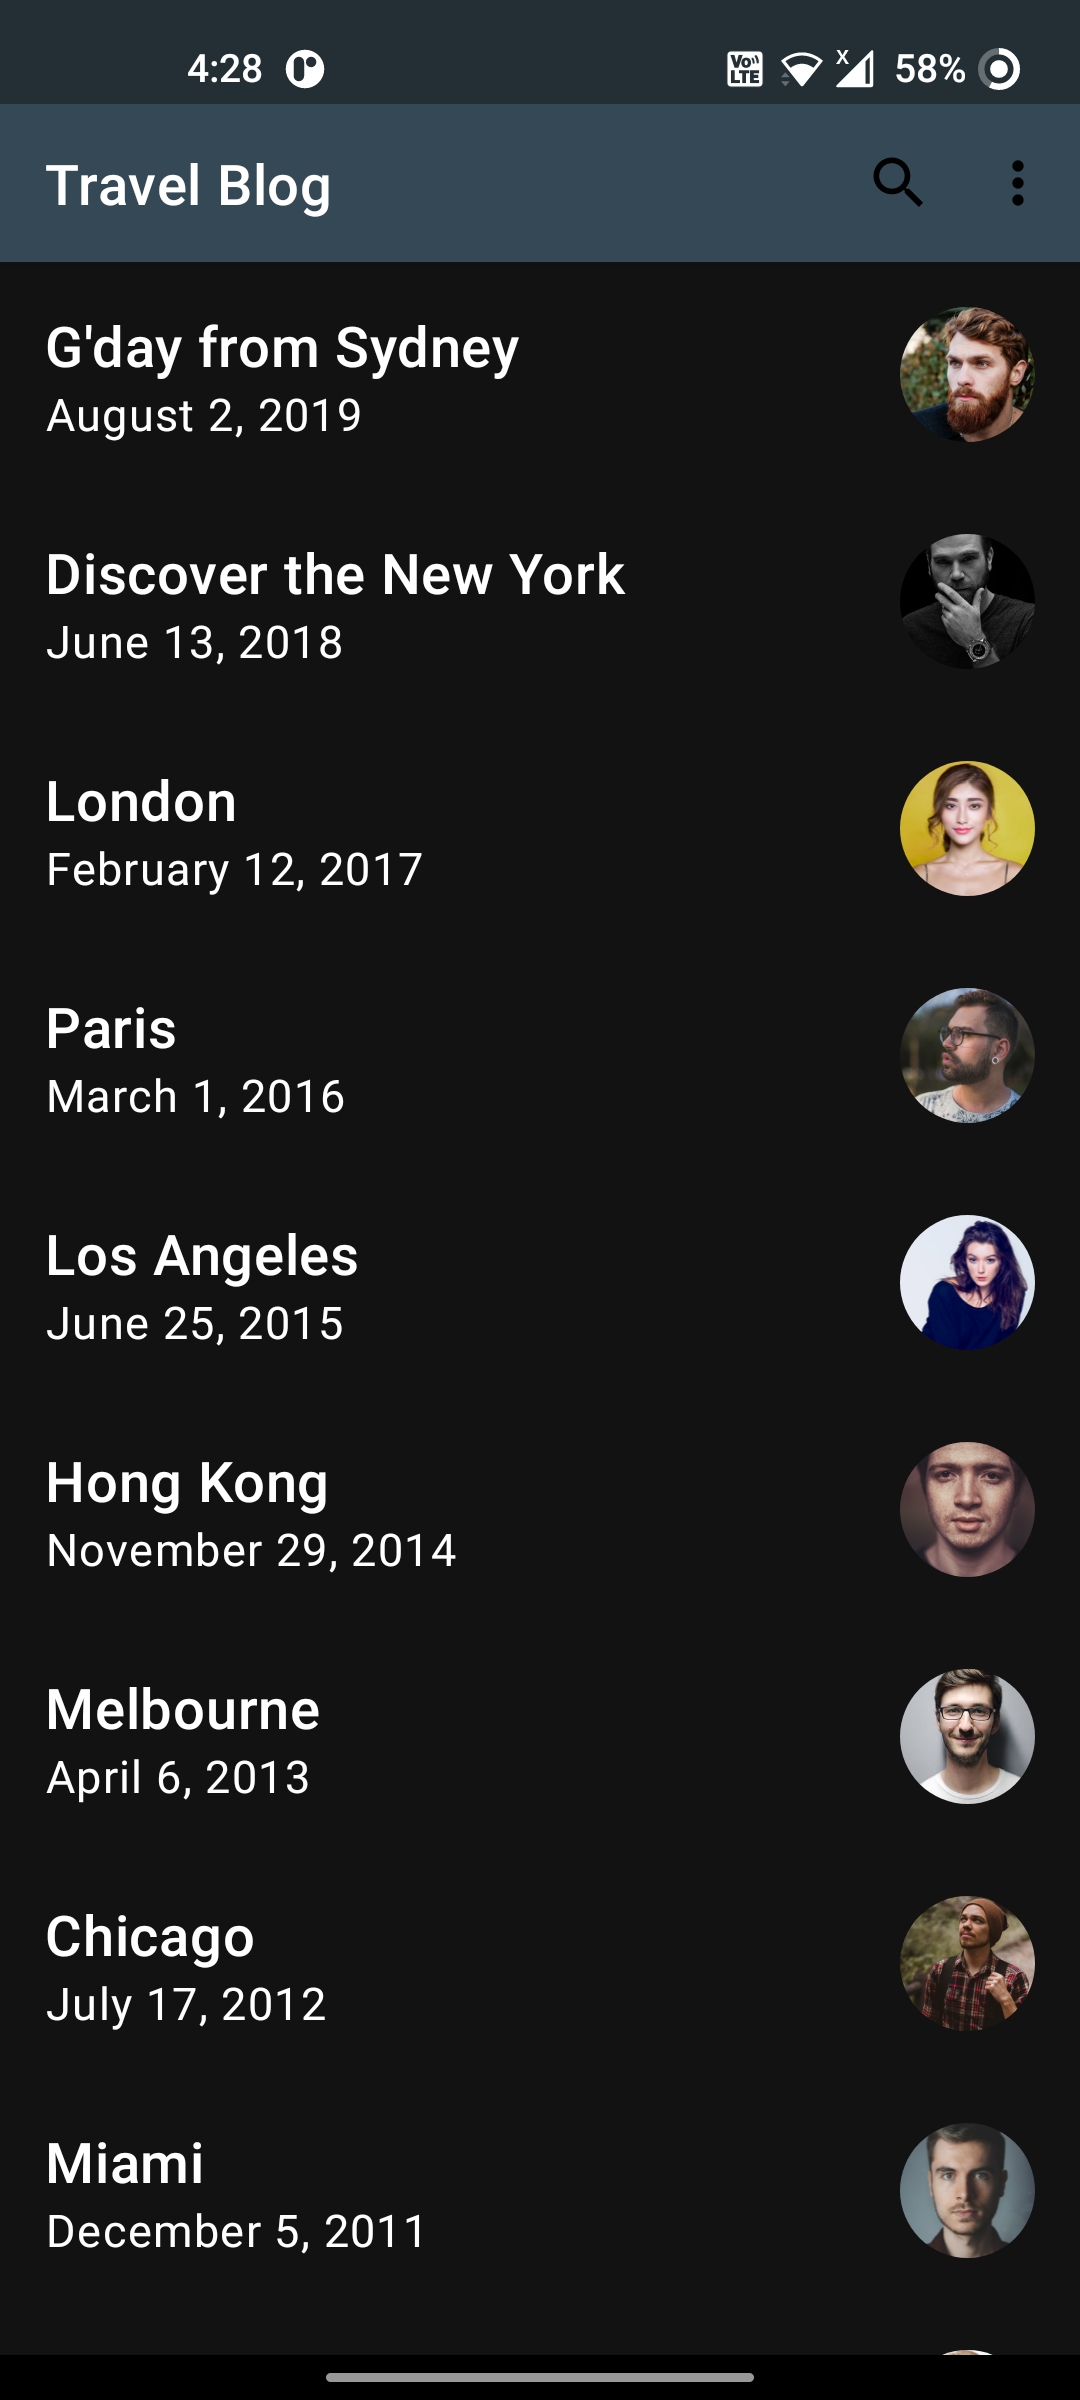 4:28 Vo LTE X 58%
Travel Blog
G'day from Sydney
August 2, 2019
Discover the New York
June 13, 2018
London
February 12, 2017
Paris
March 1, 2016
Los Angeles
June 25, 2015
Hong Kong
November 29, 2014
Melbourne
April 6, 2013
Chicago
July 17, 2012
Miami
December 5, 2011